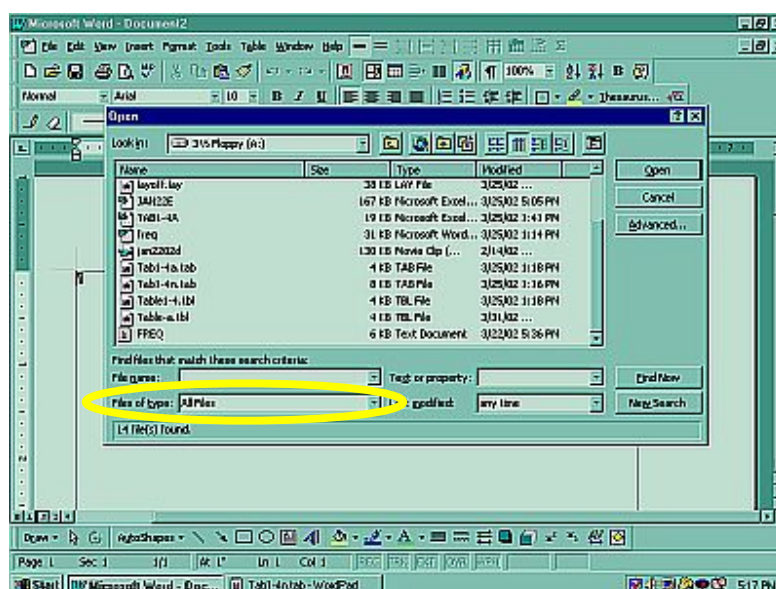 Microsoft Word - Document2
File Edit View Insert Format Tools Table Window Help
100%
Normal Arial 10 B I U Thesaurus...
Open
Look in: 3½ Floppy (A:)
Name Size Type Modified
38 KB LAY File 3/25/02 ...
JAN22E 167 KB Microsoft Excel... 3/25/02 5:05 PM
TAB1-4A 19 KB Microsoft Excel... 3/25/02 1:43 PM
Freq 31 KB Microsoft Word... 3/25/02 1:14 PM
jan2202d 130 KB Movie Clip (... 2/14/02 ...
Tab1-4a.tab 4 KB TAB File 3/25/02 1:18 PM
Tab1-4n.tab 8 KB TAB File 3/25/02 1:16 PM
Table1-4.tbl 4 KB TBL File 3/25/02 1:18 PM
Table-a.tbl 4 KB TBL File 3/31/02 ...
FREQ 6 KB Text Document 3/22/02 5:36 PM
Open
Cancel
Advanced...
Find files that match these search criteria:
File name: Text or property: Find Now
Files of type: All Files modified: any time New Search
14 file(s) found.
Draw AutoShapes
Page 1 Sec 1 1/1 At 1" Ln 1 Col 1 REC TRK EXT OVR WPH
Start Microsoft Word - Doc... Tab1-4n.tab - WordPad 5:17 PM